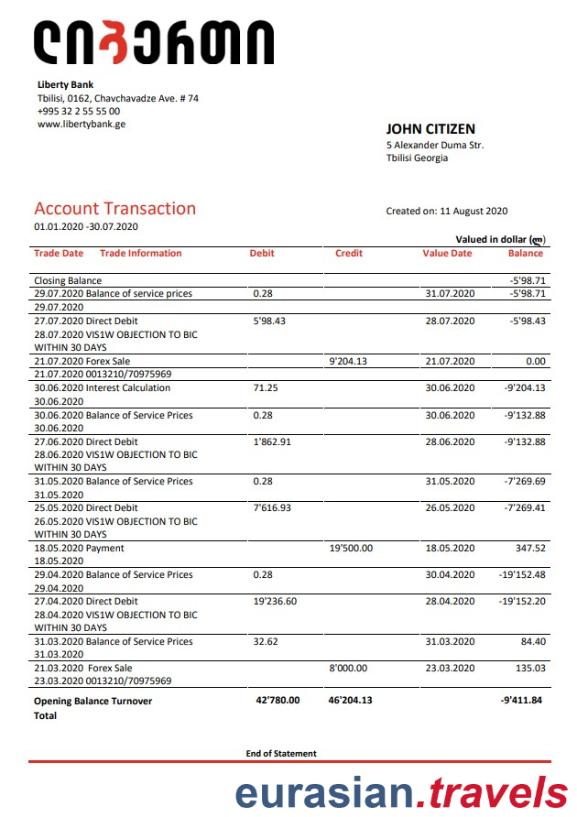 ლიბერთი
Liberty Bank
Tbilisi, 0162, Chavchavadze Ave. # 74
+995 32 2 55 55 00
www.libertybank.ge
JOHN CITIZEN
5 Alexander Duma Str.
Tbilisi Georgia
Account Transaction
01.01.2020 -30.07.2020
Created on: 11 August 2020
Valued in dollar (ლ)
Trade Date Trade Information Debit Credit Value Date Balance
Closing Balance -5'98.71
29.07.2020 Balance of service prices 0.28 31.07.2020 -5'98.71
29.07.2020
27.07.2020 Direct Debit 5'98.43 28.07.2020 -5'98.43
28.07.2020 VIS1W OBJECTION TO BIC
WITHIN 30 DAYS
21.07.2020 Forex Sale 9'204.13 21.07.2020 0.00
21.07.2020 0013210/70975969
30.06.2020 Interest Calculation 71.25 30.06.2020 -9'204.13
30.06.2020
30.06.2020 Balance of Service Prices 0.28 30.06.2020 -9'132.88
30.06.2020
27.06.2020 Direct Debit 1'862.91 28.06.2020 -9'132.88
28.06.2020 VIS1W OBJECTION TO BIC
WITHIN 30 DAYS
31.05.2020 Balance of Service Prices 0.28 31.05.2020 -7'269.69
31.05.2020
25.05.2020 Direct Debit 7'616.93 26.05.2020 -7'269.41
26.05.2020 VIS1W OBJECTION TO BIC
WITHIN 30 DAYS
18.05.2020 Payment 19'500.00 18.05.2020 347.52
18.05.2020
29.04.2020 Balance of Service Prices 0.28 30.04.2020 -19'152.48
29.04.2020
27.04.2020 Direct Debit 19'236.60 28.04.2020 -19'152.20
28.04.2020 VIS1W OBJECTION TO BIC
WITHIN 30 DAYS
31.03.2020 Balance of Service Prices 32.62 31.03.2020 84.40
31.03.2020
21.03.2020 Forex Sale 8'000.00 23.03.2020 135.03
23.03.2020 0013210/70975969
Opening Balance Turnover 42'780.00 46'204.13 -9'411.84
Total
End of Statement
eurasian.travels